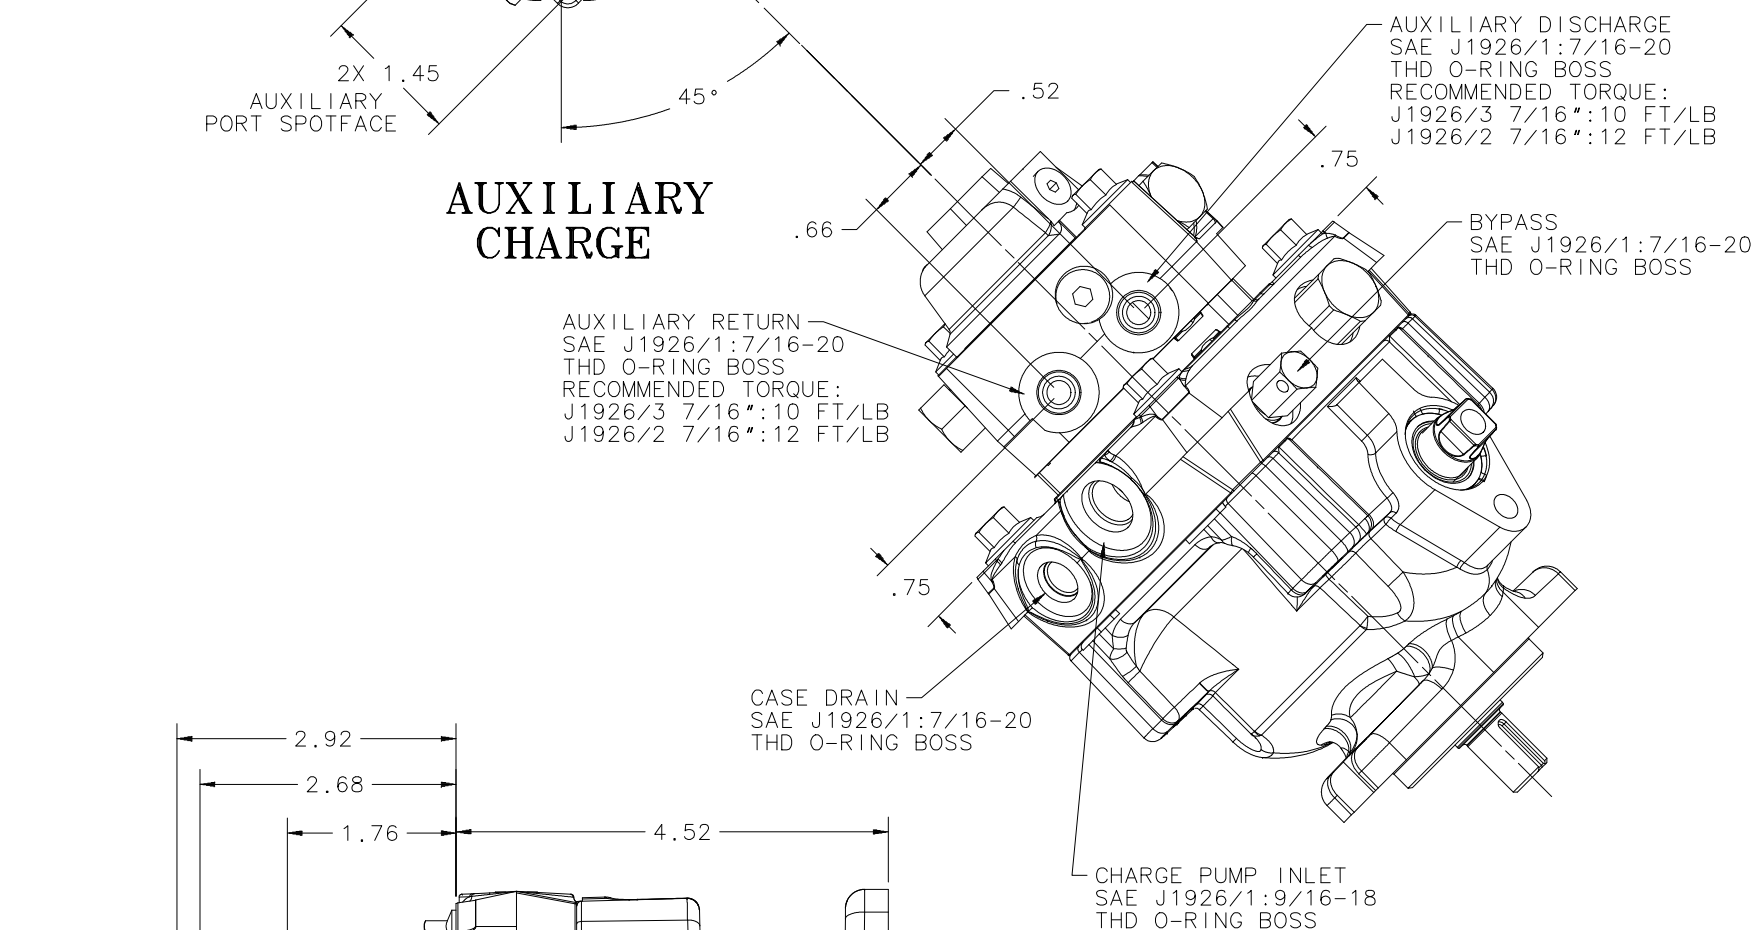 2X 1.45
AUXILIARY
PORT SPOTFACE
45°
AUXILIARY
CHARGE
.52
.66
AUXILIARY DISCHARGE
SAE J1926/1:7/16-20
THD O-RING BOSS
RECOMMENDED TORQUE:
J1926/3 7/16":10 FT/LB
J1926/2 7/16":12 FT/LB
.75
BYPASS
SAE J1926/1:7/16-20
THD O-RING BOSS
AUXILIARY RETURN
SAE J1926/1:7/16-20
THD O-RING BOSS
RECOMMENDED TORQUE:
J1926/3 7/16":10 FT/LB
J1926/2 7/16":12 FT/LB
.75
CASE DRAIN
SAE J1926/1:7/16-20
THD O-RING BOSS
2.92
2.68
1.76
4.52
CHARGE PUMP INLET
SAE J1926/1:9/16-18
THD O-RING BOSS